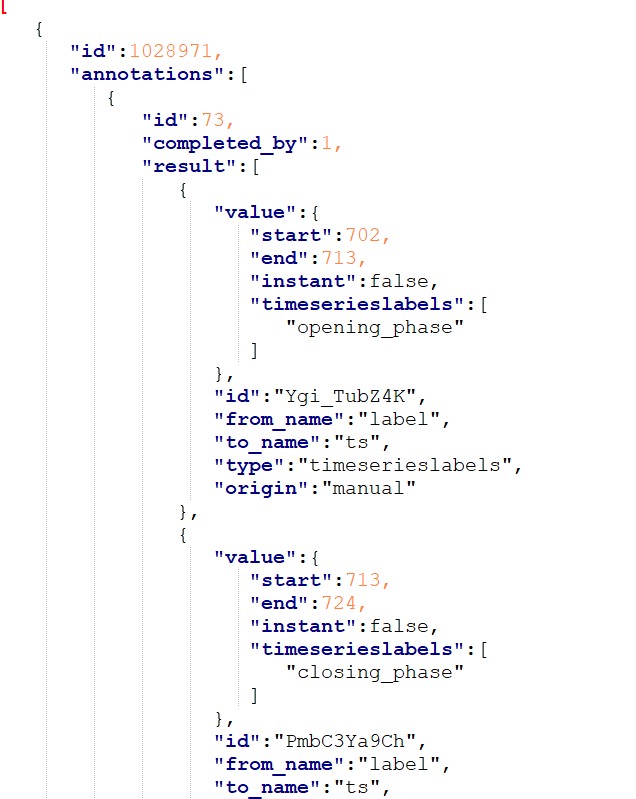 [
{
"id":1028971,
"annotations":[
{
"id":73,
"completed_by":1,
"result":[
{
"value":{
"start":702,
"end":713,
"instant":false,
"timeserieslabels":[
"opening_phase"
]
},
"id":"Ygi_TubZ4K",
"from_name":"label",
"to_name":"ts",
"type":"timeserieslabels",
"origin":"manual"
},
{
"value":{
"start":713,
"end":724,
"instant":false,
"timeserieslabels":[
"closing_phase"
]
},
"id":"PmbC3Ya9Ch",
"from_name":"label",
"to_name":"ts",